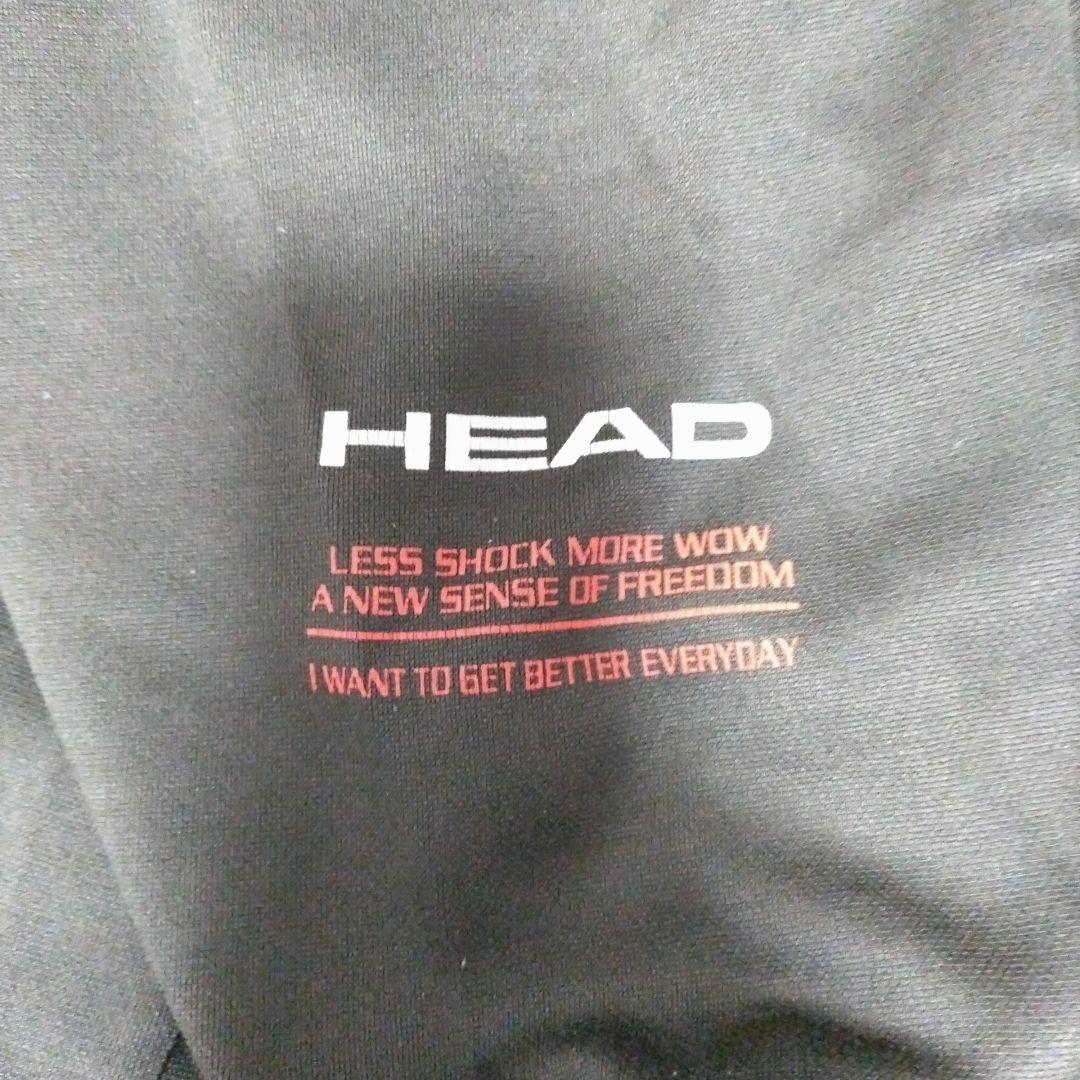 HEAD
LESS SHOCK MORE WOW
A NEW SENSE OF FREEDOM
I WANT TO GET BETTER EVERYDAY